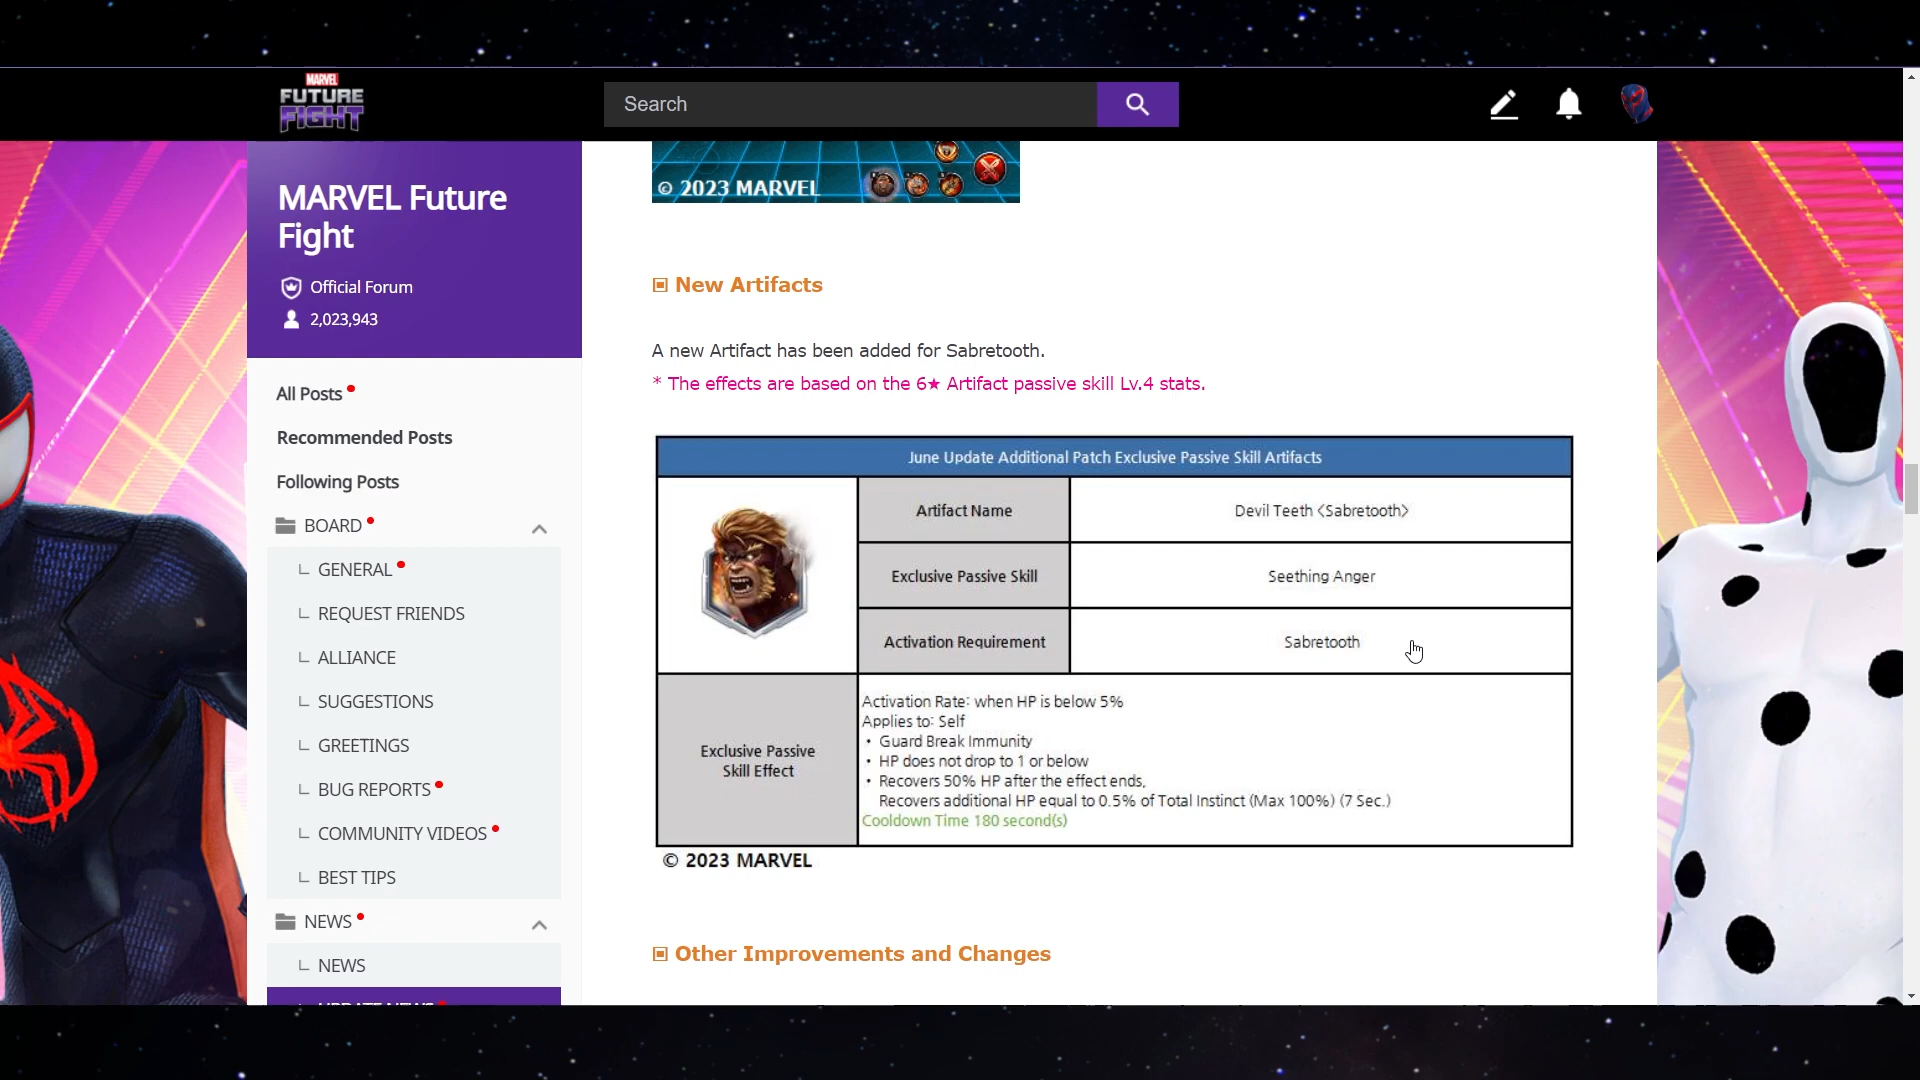 MARVEL
FUTURE
FIGHT
Search
MARVEL Future
Fight
Official Forum
2,023,943
All Posts
Recommended Posts
Following Posts
BOARD
GENERAL
REQUEST FRIENDS
ALLIANCE
SUGGESTIONS
GREETINGS
BUG REPORTS
COMMUNITY VIDEOS
BEST TIPS
NEWS
NEWS
UPDATE NEWS
© 2023 MARVEL
New Artifacts
A new Artifact has been added for Sabretooth.
* The effects are based on the 6★ Artifact passive skill Lv.4 stats.
June Update Additional Patch Exclusive Passive Skill Artifacts
Artifact Name
Devil Teeth <Sabretooth>
Exclusive Passive Skill
Seething Anger
Activation Requirement
Sabretooth
Exclusive Passive
Skill Effect
Activation Rate: when HP is below 5%
Applies to: Self
• Guard Break Immunity
• HP does not drop to 1 or below
• Recovers 50% HP after the effect ends,
Recovers additional HP equal to 0.5% of Total Instinct (Max 100%) (7 Sec.)
Cooldown Time 180 second(s)
© 2023 MARVEL
Other Improvements and Changes